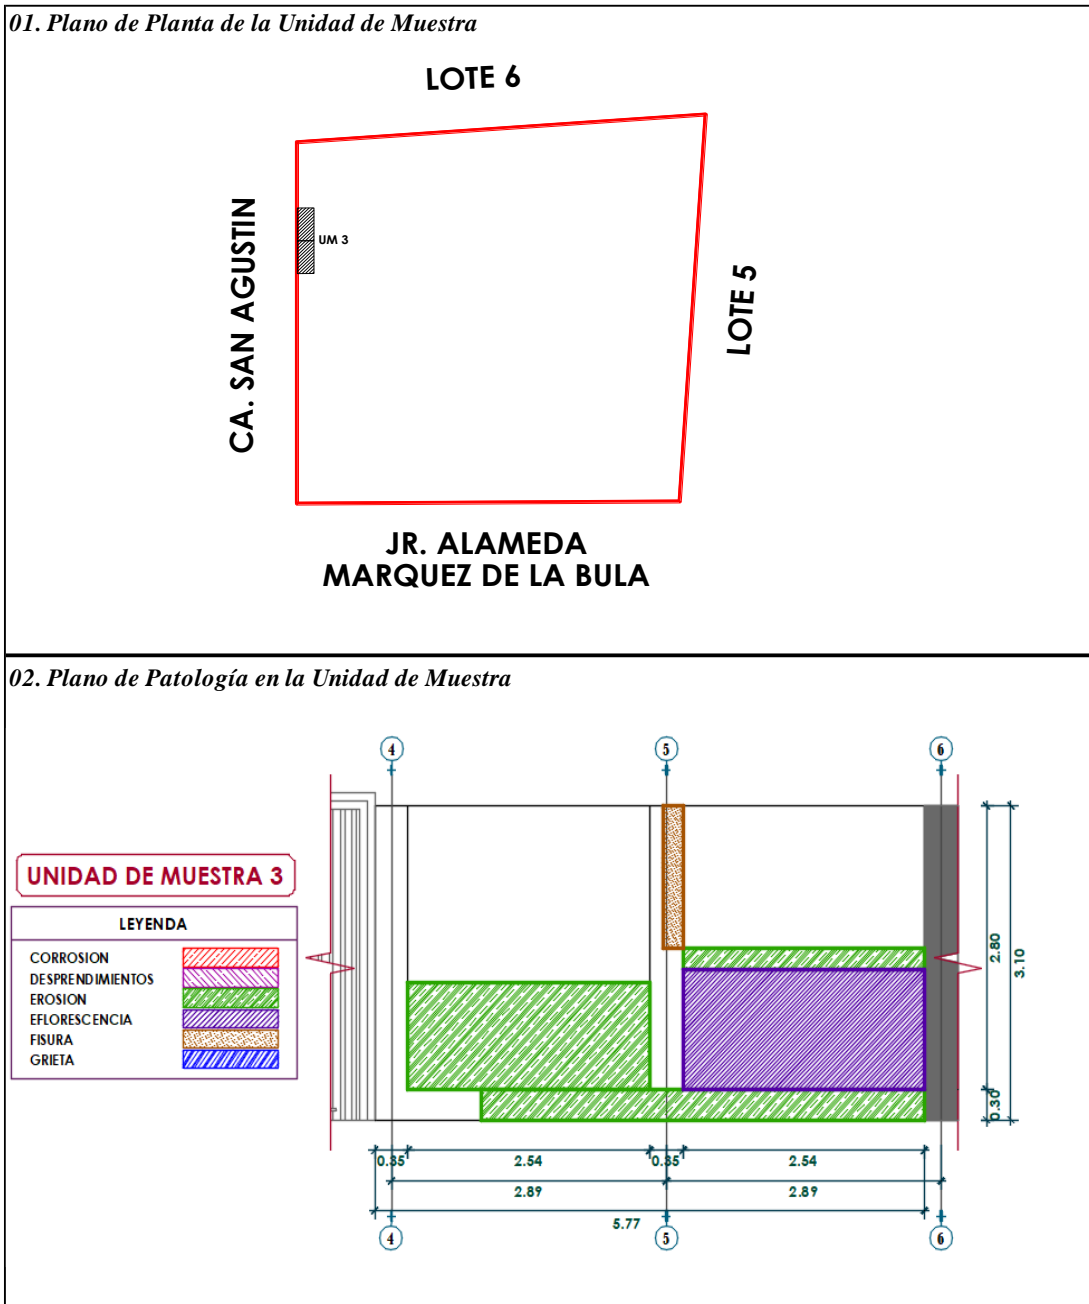 01. Plano de Planta de la Unidad de Muestra
LOTE 6
CA. SAN AGUSTIN
UM 3
LOTE 5
JR. ALAMEDA
MARQUEZ DE LA BULA
02. Plano de Patología en la Unidad de Muestra
4
5
6
UNIDAD DE MUESTRA 3
LEYENDA
CORROSION
DESPRENDIMIENTOS
EROSION
EFLORESCENCIA
FISURA
GRIETA
2.80
3.10
0.30
0.35
2.54
0.35
2.54
2.89
2.89
5.77
4
5
6